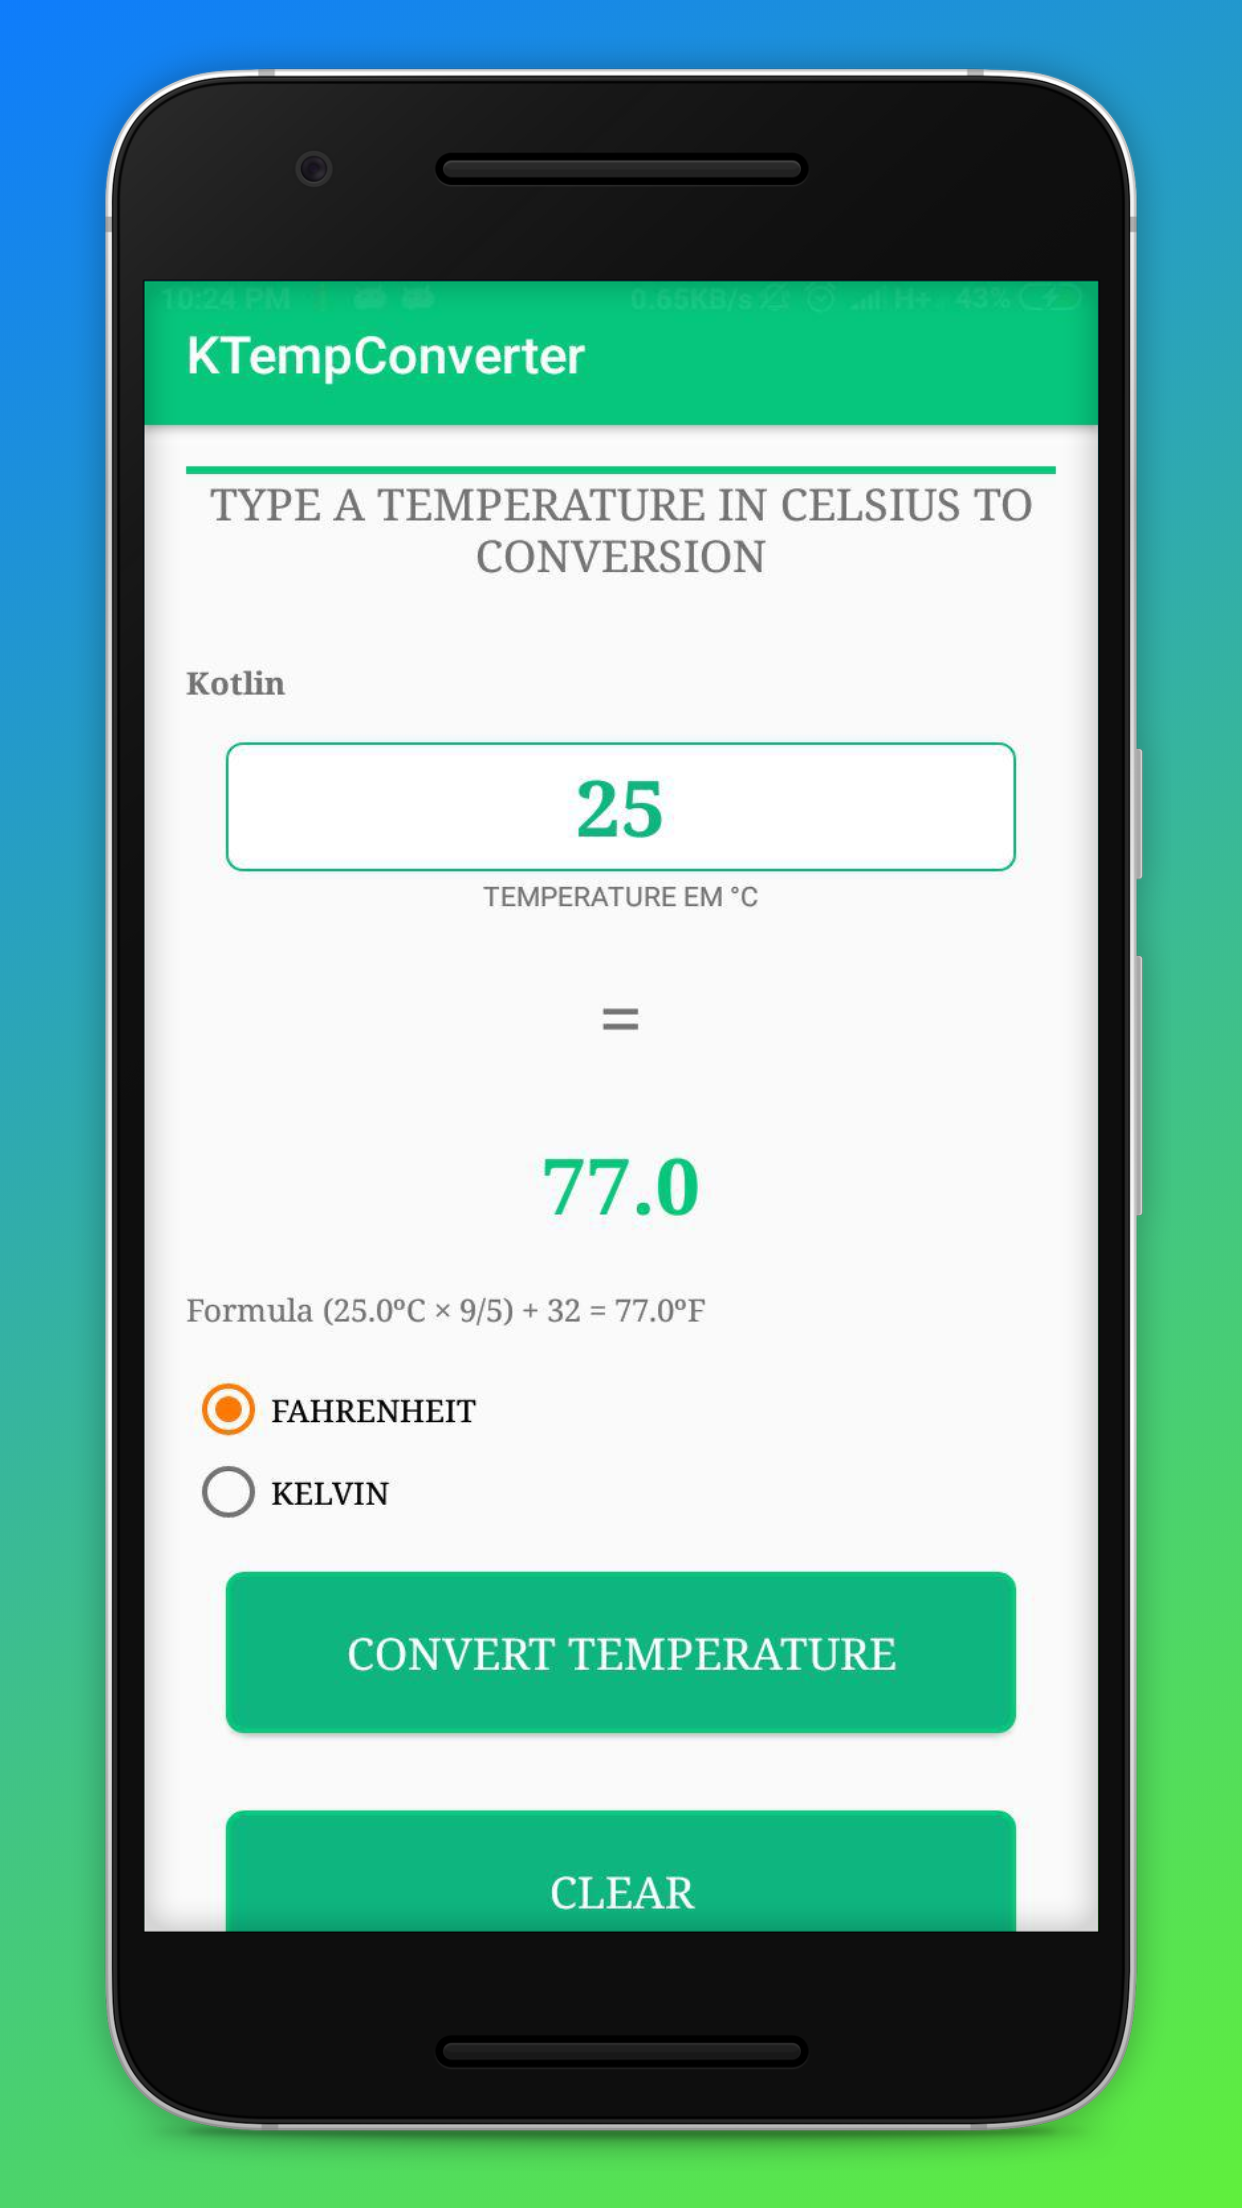 10:24 PM 0.65KB/s H+ 43%
KTempConverter
TYPE A TEMPERATURE IN CELSIUS TO
CONVERSION
Kotlin
25
TEMPERATURE EM °C
=
77.0
Formula (25.0ºC × 9/5) + 32 = 77.0ºF
FAHRENHEIT
KELVIN
CONVERT TEMPERATURE
CLEAR